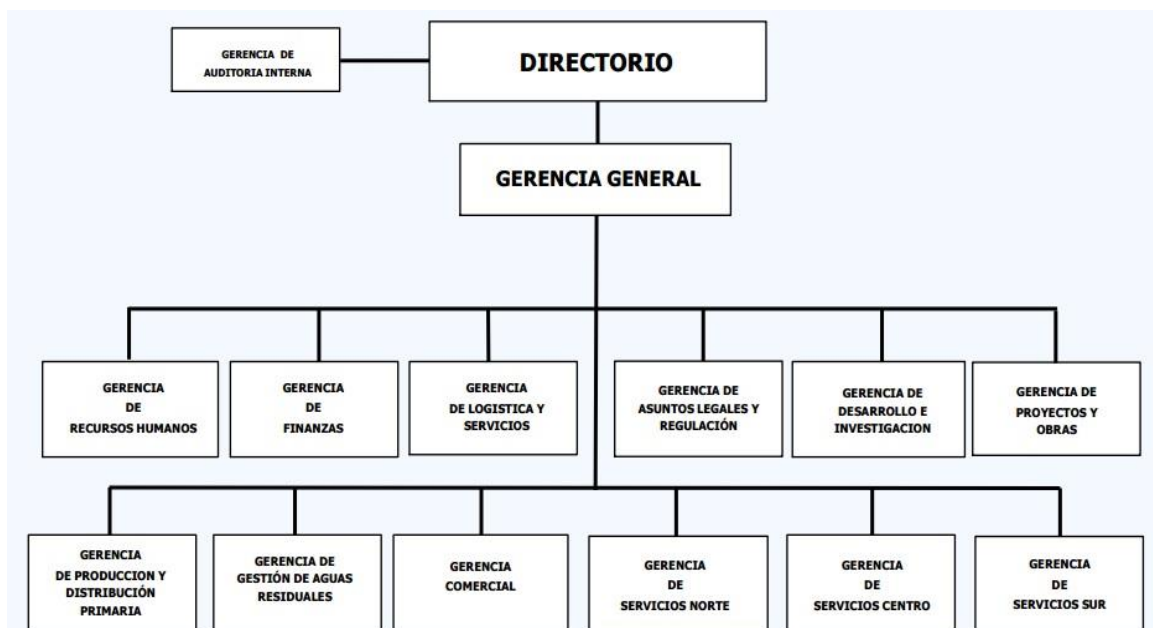 GERENCIA DE
AUDITORIA INTERNA
DIRECTORIO
GERENCIA GENERAL
GERENCIA
DE
RECURSOS HUMANOS
GERENCIA
DE
FINANZAS
GERENCIA
DE LOGISTICA Y
SERVICIOS
GERENCIA DE
ASUNTOS LEGALES Y
REGULACIÓN
GERENCIA DE
DESARROLLO E
INVESTIGACION
GERENCIA DE
PROYECTOS Y
OBRAS
GERENCIA
DE PRODUCCION Y
DISTRIBUCIÓN
PRIMARIA
GERENCIA DE
GESTIÓN DE AGUAS
RESIDUALES
GERENCIA
COMERCIAL
GERENCIA
DE
SERVICIOS NORTE
GERENCIA
DE
SERVICIOS CENTRO
GERENCIA
DE
SERVICIOS SUR